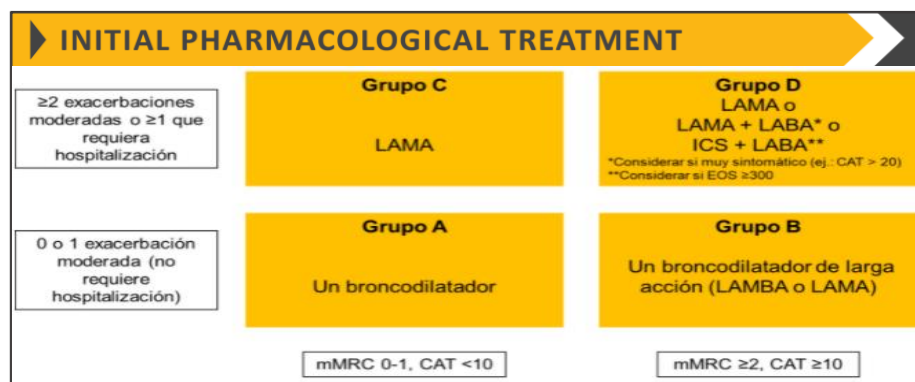 INITIAL PHARMACOLOGICAL TREATMENT
≥2 exacerbaciones
moderadas o ≥1 que
requiera
hospitalización
Grupo C
LAMA
Grupo D
LAMA o
LAMA + LABA* o
ICS + LABA**
*Considerar si muy sintomático (ej.: CAT > 20)
**Considerar si EOS ≥300
0 o 1 exacerbación
moderada (no
requiere
hospitalización)
Grupo A
Un broncodilatador
Grupo B
Un broncodilatador de larga
acción (LAMBA o LAMA)
mMRC 0-1, CAT <10
mMRC ≥2, CAT ≥10